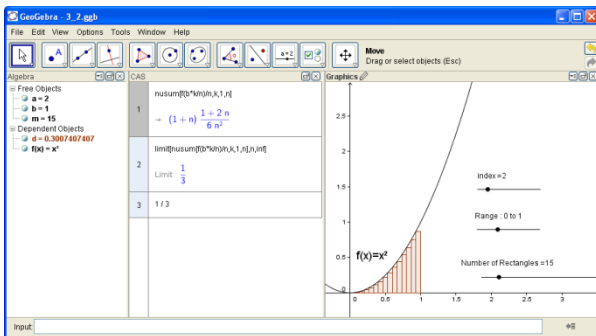 GeoGebra - 3_2.ggb
File Edit View Options Tools Window Help
Move
Drag or select objects (Esc)
Algebra
CAS
Graphics
Free Objects
a = 2
b = 1
m = 15
Dependent Objects
d = 0.3007407407
f(x) = x²
1
nusum[f(b*k/n)/n,k,1,n]
→ (1 + n) (1 + 2 n) / (6 n²)
2
limit[nusum[f(b*k/n)/n,k,1,n],n,inf]
Limit: 1/3
3
1 / 3
2.5
2
1.5
1
0.5
0
0 0.5 1 1.5 2 2.5 3
index =2
Range : 0 to 1
f(x)=x²
Number of Rectangles =15
Input: